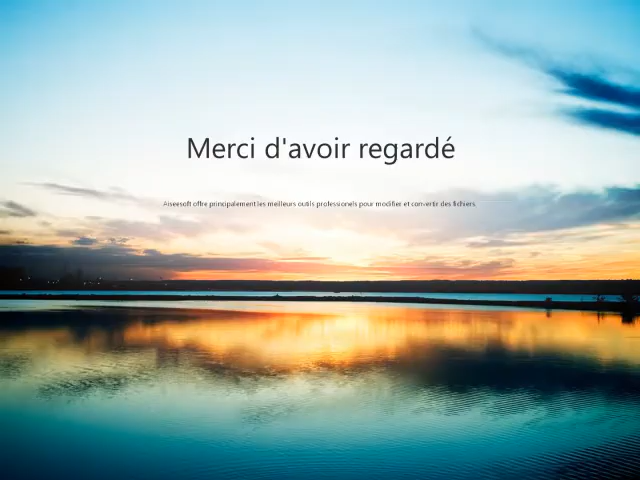 Merci d'avoir regardé
Aiseesoft offre principalement les meilleurs outils professionels pour modifier et convertir des fichiers.